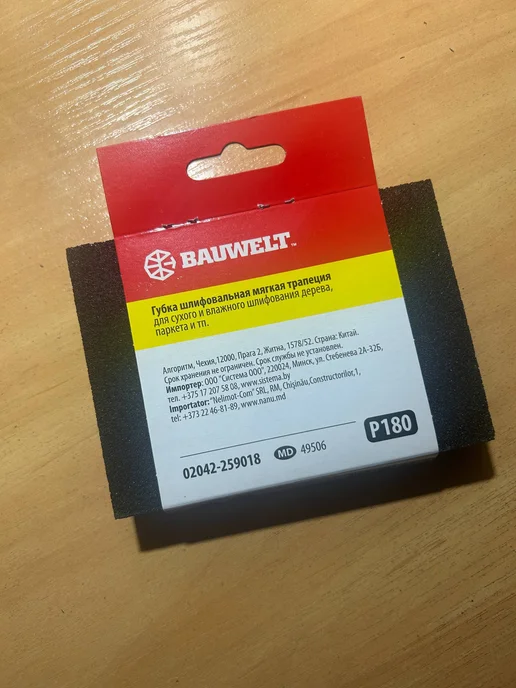 BAUWELT™
Губка шлифовальная мягкая трапеция
для сухого и влажного шлифования дерева,
паркета и тп.
Алгоритм, Чехия,12000, Прага 2, Житна, 1578/52. Страна: Китай.
Срок хранения не ограничен. Срок службы не установлен.
Импортер: ООО "Система ООО", 220024, Минск, ул. Стебенева 2А-32Б,
тел. +375 17 207 58 08, www.sistema.by
Importator: "Nelimot-Com" SRL, RM, Chişinău,Constructorilor,1,
tel: +373 22 46-81-89, www.nanu.md
02042-259018 MD 49506 P180